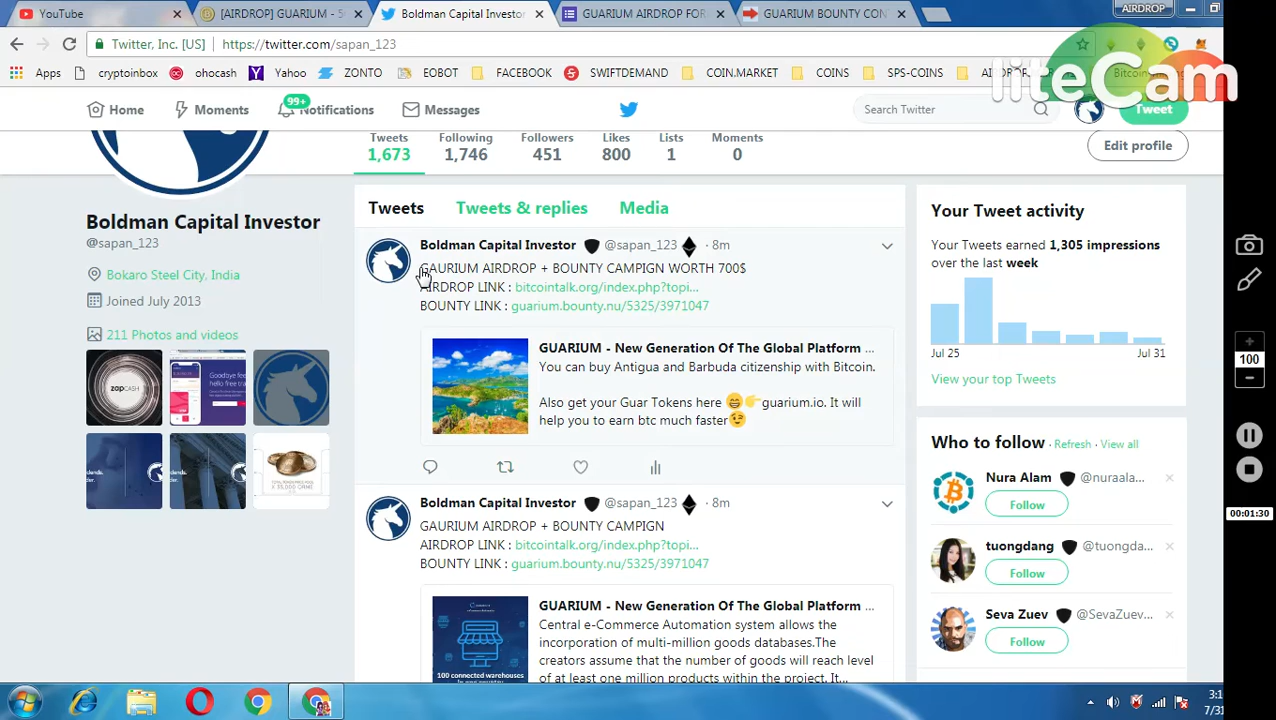 YouTube
[AIRDROP] GUARIUM - 5
Boldman Capital Investo
GUARIUM AIRDROP FOR
GUARIUM BOUNTY CON
AIRDROP
Twitter, Inc. [US]
https://twitter.com/sapan_123
Apps
cryptoinbox
ohocash
Yahoo
ZONTO
EOBOT
FACEBOOK
SWIFTDEMAND
COIN.MARKET
COINS
SPS-COINS
liteCam
Home
Moments
99+
Notifications
Messages
Search Twitter
Tweet
Tweets
Following
Followers
Likes
Lists
Moments
1,673
1,746
451
800
1
0
Edit profile
Boldman Capital Investor
@sapan_123
Bokaro Steel City, India
Joined July 2013
211 Photos and videos
ZAPCASH
Tweets
Tweets & replies
Media
Boldman Capital Investor @sapan_123 · 8m
GAURIUM AIRDROP + BOUNTY CAMPIGN WORTH 700$
AIRDROP LINK : bitcointalk.org/index.php?topi...
BOUNTY LINK : guarium.bounty.nu/5325/3971047
GUARIUM - New Generation Of The Global Platform ...
You can buy Antigua and Barbuda citizenship with Bitcoin.
Also get your Guar Tokens here 😁👉guarium.io. It will
help you to earn btc much faster😉
Boldman Capital Investor @sapan_123 · 8m
GAURIUM AIRDROP + BOUNTY CAMPIGN
AIRDROP LINK : bitcointalk.org/index.php?topi...
BOUNTY LINK : guarium.bounty.nu/5325/3971047
100 connected warehouses
GUARIUM - New Generation Of The Global Platform ...
Central e-Commerce Automation system allows the
incorporation of multi-million goods databases.The
creators assume that the number of goods will reach level
of at least one million products within the project. It...
Your Tweet activity
Your Tweets earned 1,305 impressions
over the last week
Jul 25
Jul 31
View your top Tweets
Who to follow · Refresh · View all
Nura Alam @nuraala...
Follow
tuongdang @tuongda...
Follow
Seva Zuev @SevaZuev...
Follow
100
00:01:30
3:1
7/31